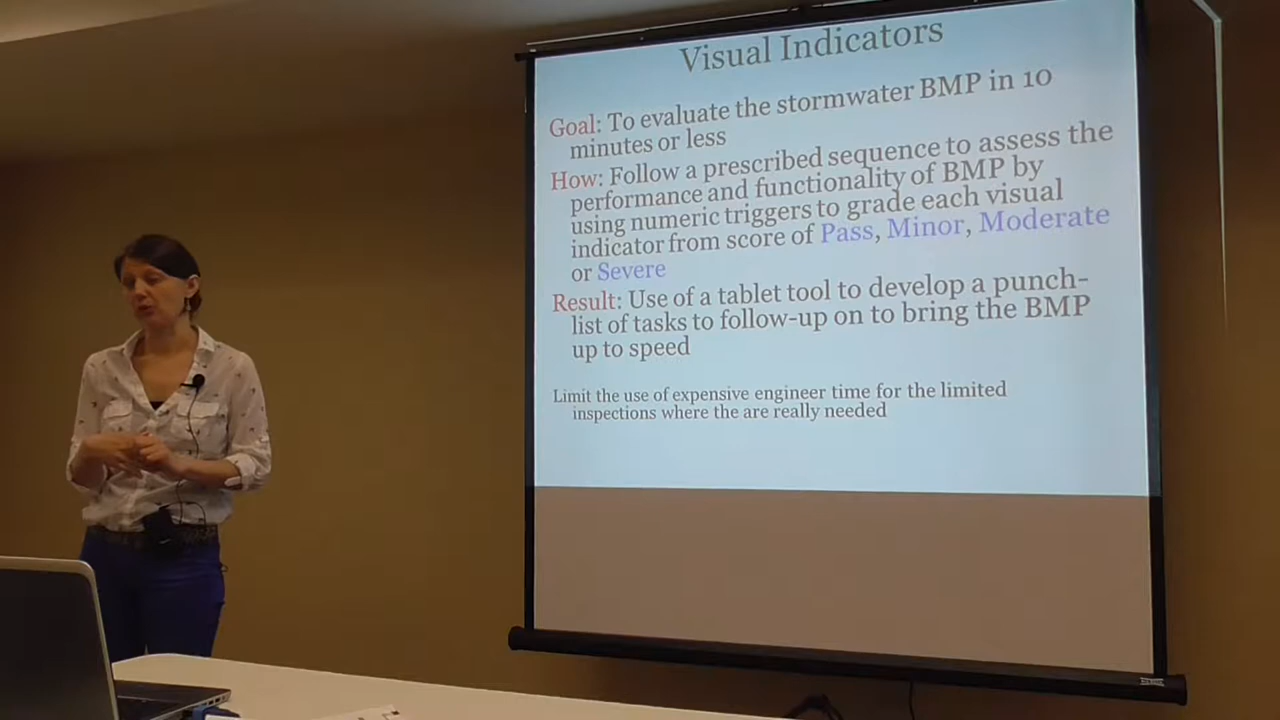 Visual Indicators
Goal: To evaluate the stormwater BMP in 10
minutes or less
How: Follow a prescribed sequence to assess the
performance and functionality of BMP by
using numeric triggers to grade each visual
indicator from score of Pass, Minor, Moderate
or Severe
Result: Use of a tablet tool to develop a punch-
list of tasks to follow-up on to bring the BMP
up to speed
Limit the use of expensive engineer time for the limited
inspections where the are really needed